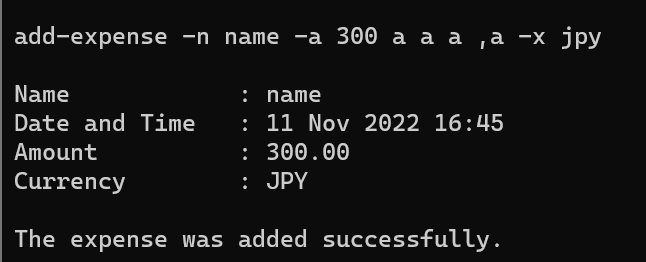 add-expense -n name -a 300 a a a ,a -x jpy
Name : name
Date and Time : 11 Nov 2022 16:45
Amount : 300.00
Currency : JPY
The expense was added successfully.